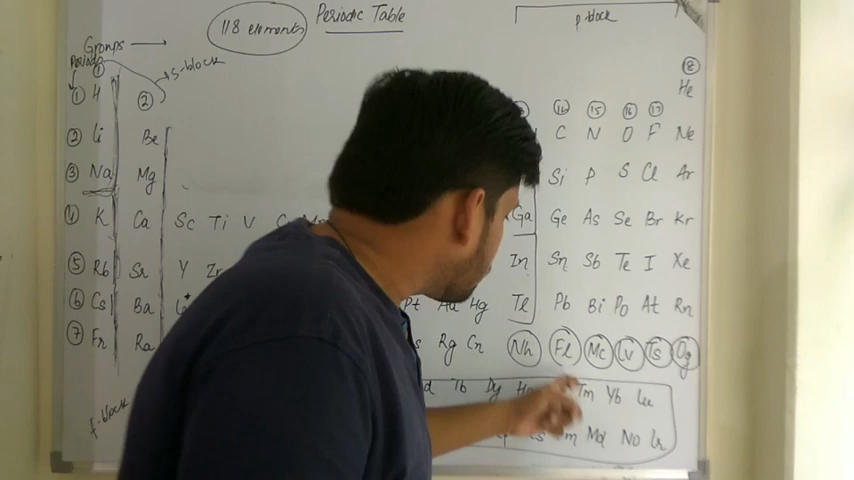 118 elements Periodic Table p-block
Groups
Periods 1 s-block 18
1 H 2 He
14 15 16 17
2 Li Be C N O F Ne
3 Na Mg Si P S Cl Ar
4 K Ca Sc Ti V Ga Ge As Se Br Kr
5 Rb Sr Y Zr In Sn Sb Te I Xe
6 Cs Ba Pt Au Hg Tl Pb Bi Po At Rn
7 Fr Ra Rg Cn Nh Fl Mc Lv Ts Og
Tb Dy Ho Tm Yb Lu
f-block Es Md No Lr